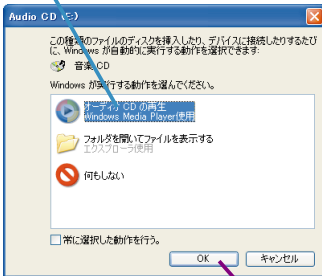 Audio CD (E:)
この種類のファイルのディスクを挿入したり、デバイスに接続したりするたび
に、Windows が自動的に実行する動作を選択できます:
音楽 CD
Windows が実行する動作を選んでください。
オーディオ CD の再生
Windows Media Player使用
フォルダを開いてファイルを表示する
エクスプローラ使用
何もしない
常に選択した動作を行う。
OK
キャンセル